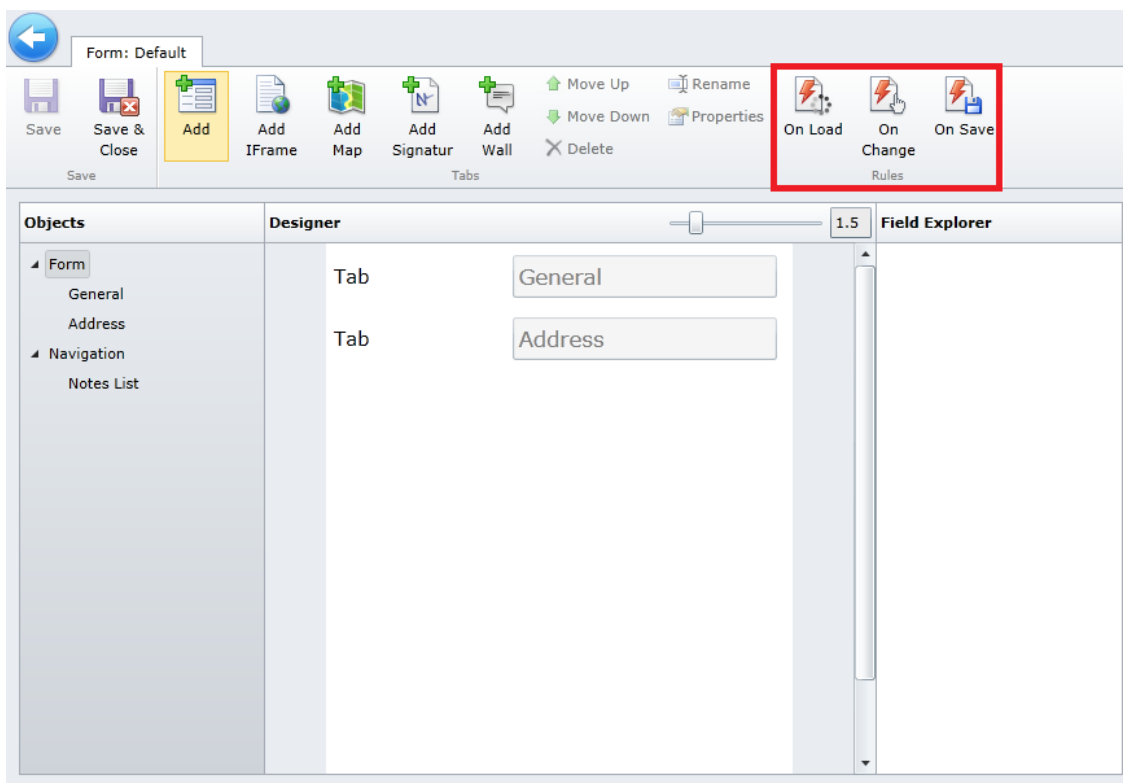 Form: Default
Save
Save &
Close
Save
Add
Add
IFrame
Add
Map
Add
Signatur
Add
Wall
Move Up
Move Down
Delete
Rename
Properties
Tabs
On Load
On
Change
On Save
Rules
Objects
Form
General
Address
Navigation
Notes List
Designer
1.5
Tab General
Tab Address
Field Explorer